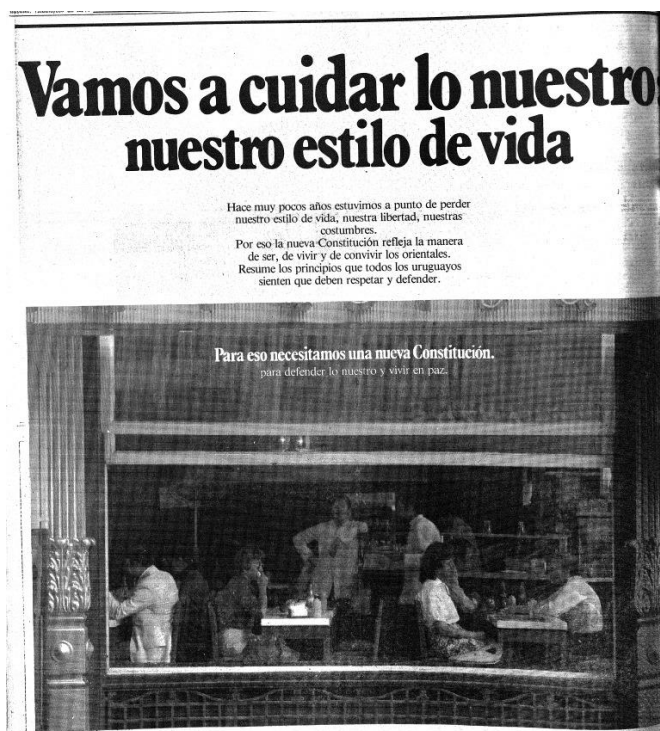 Vamos a cuidar lo nuestro
nuestro estilo de vida
Hace muy pocos años estuvimos a punto de perder
nuestro estilo de vida, nuestra libertad, nuestras
costumbres.
Por eso la nueva Constitución refleja la manera
de ser, de vivir y de convivir los orientales.
Resume los principios que todos los uruguayos
sienten que deben respetar y defender.
Para eso necesitamos una nueva Constitución.
para defender lo nuestro y vivir en paz.